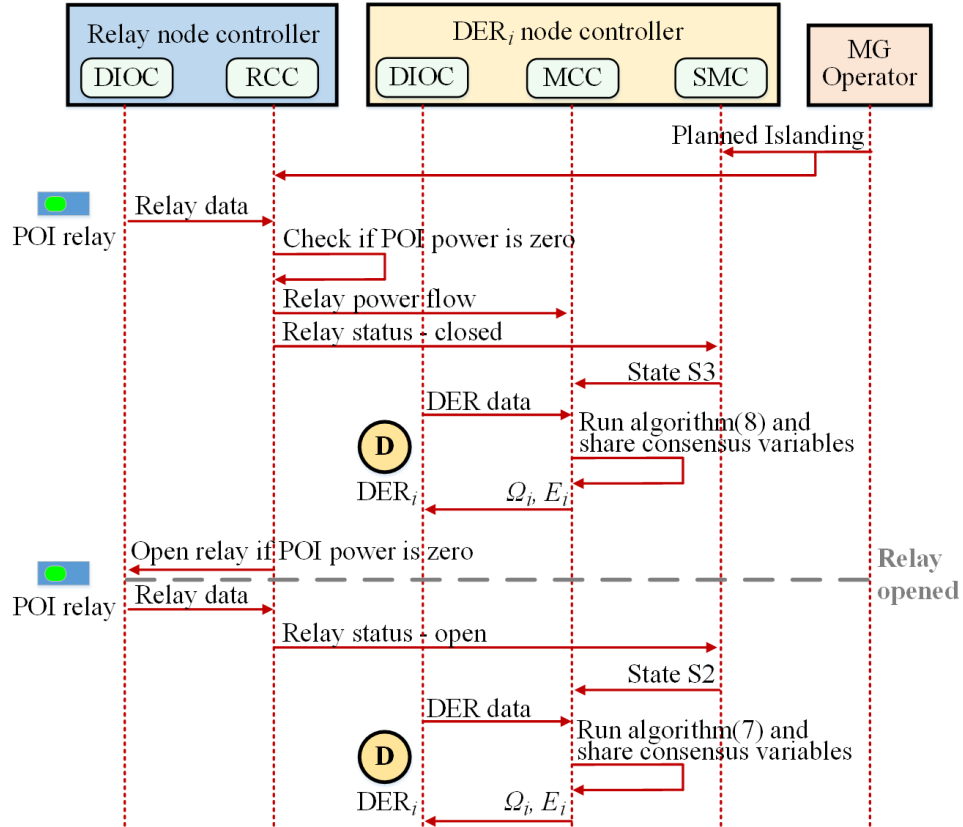 Relay node controller
DIOC
RCC
DERi node controller
DIOC
MCC
SMC
MG
Operator
Planned Islanding
POI relay
Relay data
Check if POI power is zero
Relay power flow
Relay status - closed
State S3
DER data
Run algorithm(8) and
share consensus variables
D
DERi
Ωi, Ei
Open relay if POI power is zero
Relay
opened
POI relay
Relay data
Relay status - open
State S2
DER data
Run algorithm(7) and
share consensus variables
D
DERi
Ωi, Ei